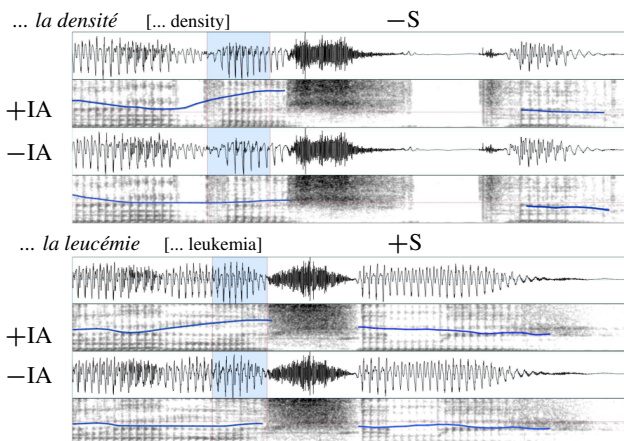 ... la densité [... density] −S
+IA
−IA
... la leucémie [... leukemia] +S
+IA
−IA